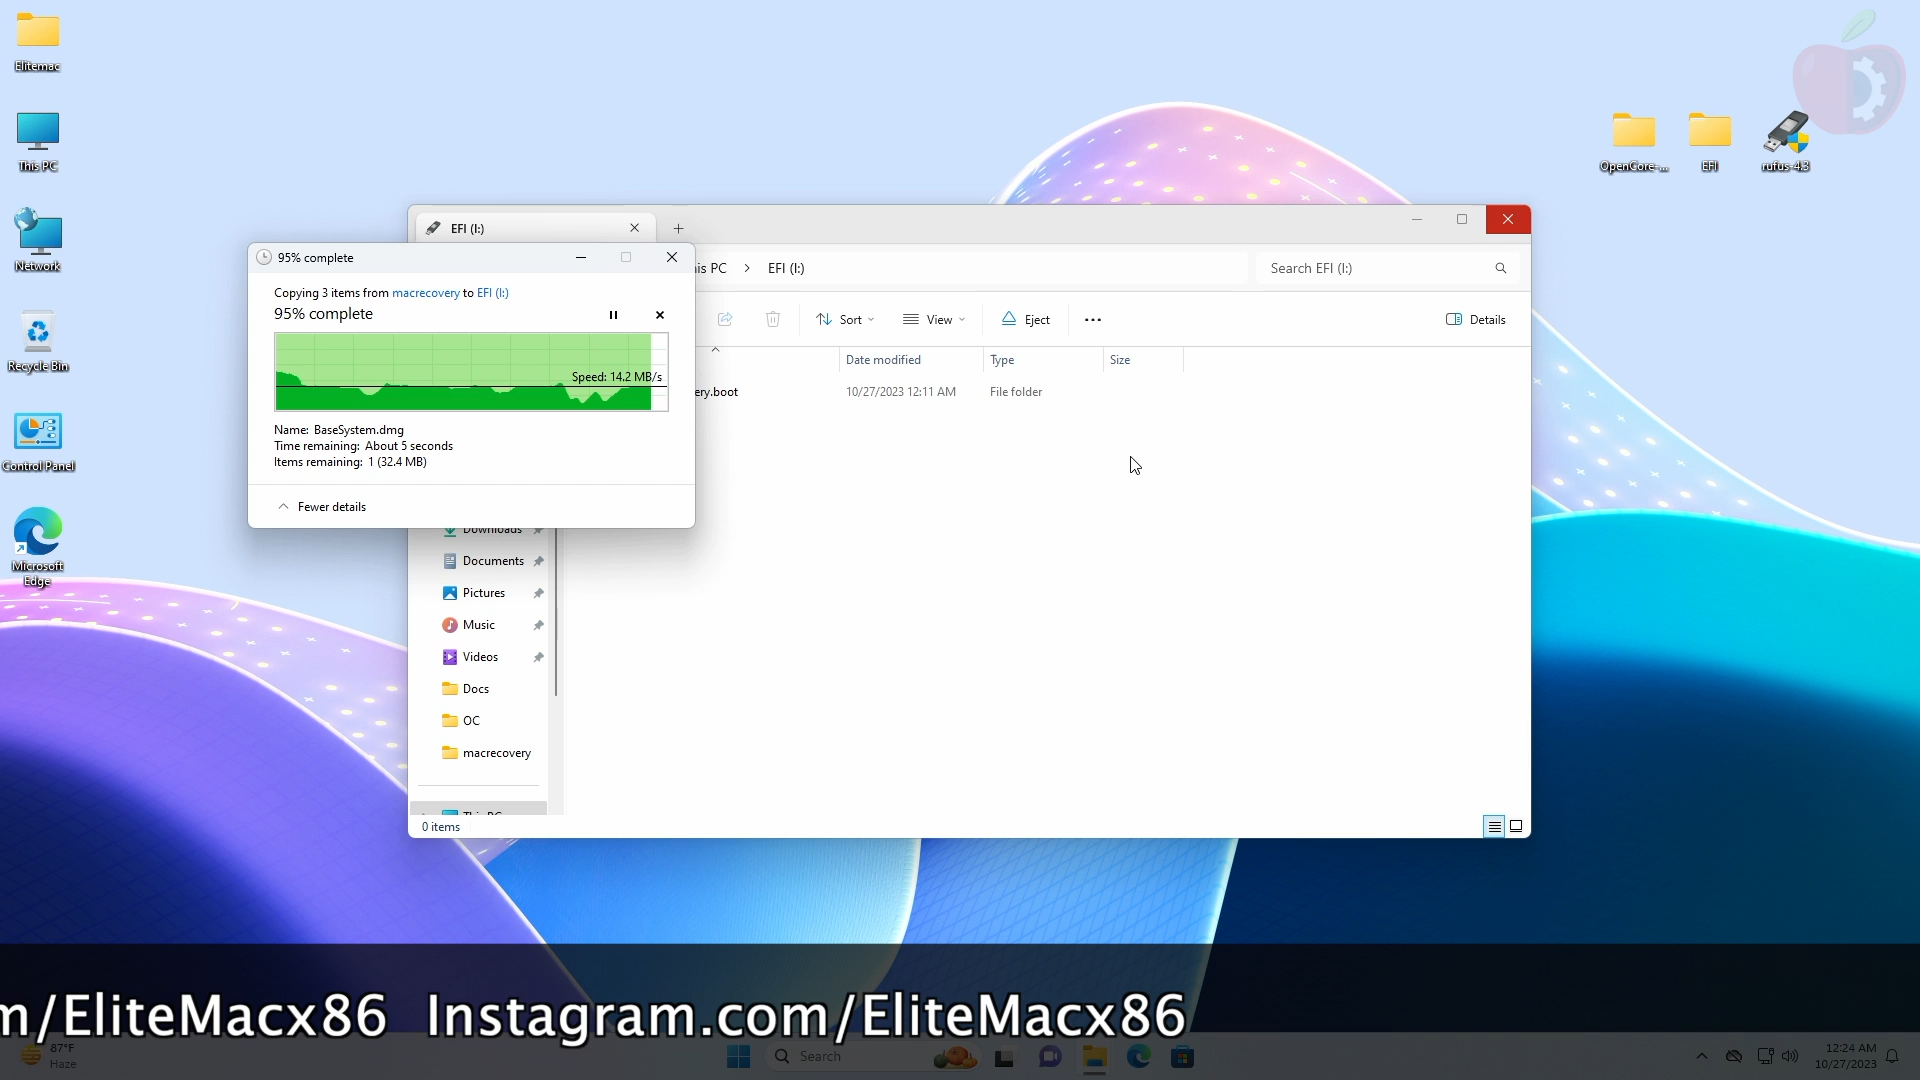 Elitemac
This PC
Network
Recycle Bin
Control Panel
Microsoft
Edge
OpenCore-...
EFI
rufus-4.3
EFI (I:)
is PC > EFI (I:)
Search EFI (I:)
Sort
View
Eject
Details
Date modified
Type
Size
ery.boot
10/27/2023 12:11 AM
File folder
95% complete
Copying 3 items from macrecovery to EFI (I:)
95% complete
Speed: 14.2 MB/s
Name: BaseSystem.dmg
Time remaining: About 5 seconds
Items remaining: 1 (32.4 MB)
Fewer details
Downloads
Documents
Pictures
Music
Videos
Docs
OC
macrecovery
This PC
0 items
m/EliteMacx86 Instagram.com/EliteMacx86
87°F
Haze
Search
12:24 AM
10/27/2023